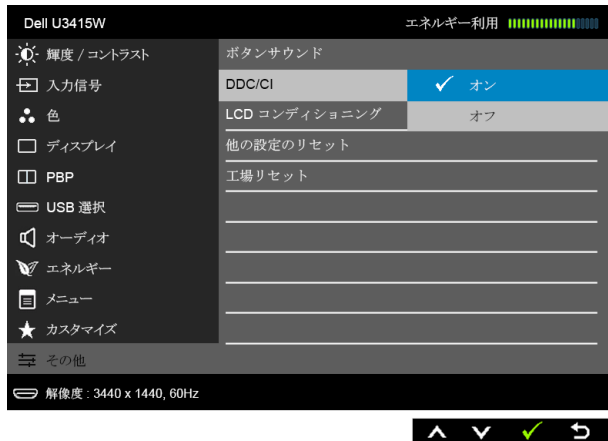 Dell U3415W
エネルギー利用
輝度 / コントラスト
入力信号
色
ディスプレイ
PBP
USB 選択
オーディオ
エネルギー
メニュー
カスタマイズ
その他
ボタンサウンド
DDC/CI
オン
LCD コンディショニング
オフ
他の設定のリセット
工場リセット
解像度 : 3440 x 1440, 60Hz